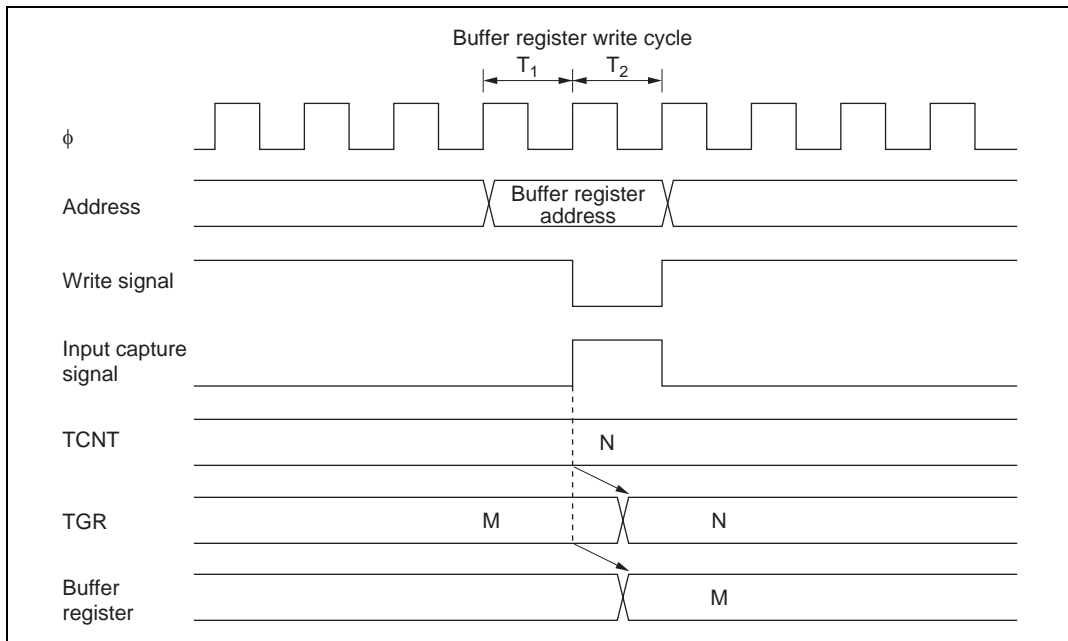 Buffer register write cycle
T₁ T₂
ϕ
Address
Buffer register
address
Write signal
Input capture
signal
TCNT
N
TGR
M N
Buffer
register
M